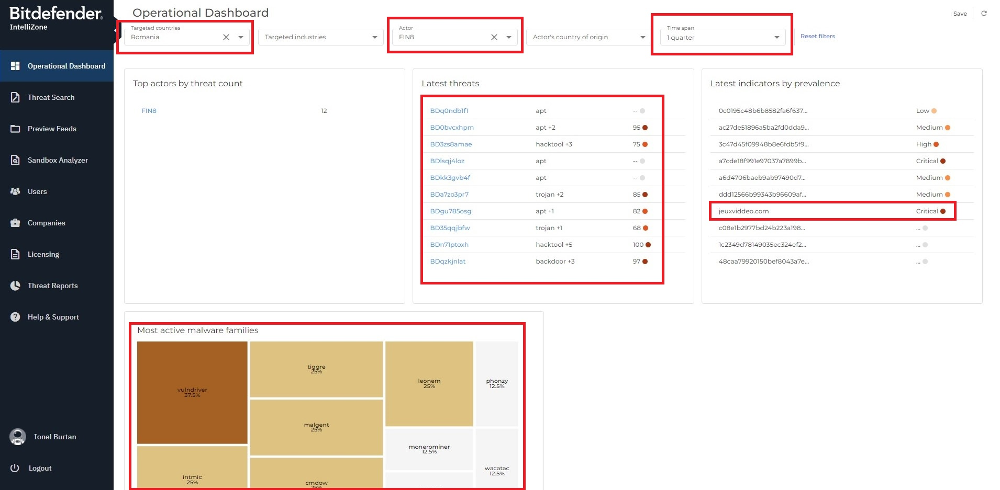 Bitdefender®
IntelliZone
Operational Dashboard
Threat Search
Preview Feeds
Sandbox Analyzer
Users
Companies
Licensing
Threat Reports
Help & Support
Ionel Burtan
Logout
Operational Dashboard
Save
Targeted countries
Romania
Targeted industries
Actor
FIN8
Actor's country of origin
Time span
1 quarter
Reset filters
Top actors by threat count
FIN8 12
Latest threats
BDq0ndb1f1 apt --
BD0bvcxhpm apt +2 95
BD3zs8amae hacktool +3 75
BDlsqj4loz apt --
BDkk3gvb4f apt --
BDa7zo3pr7 trojan +2 85
BDgu785osg apt +1 82
BD35qqjbfw trojan +1 68
BDn71ptoxh hacktool +5 100
BDqzkjnlat backdoor +3 97
Latest indicators by prevalence
0c0195c48b6b8582fa6f637... Low
ac27de51896a5ba2fd0dda9... Medium
3c47d45f09948b8e6fdb5f9... High
a7cde18f991e97037a7899b... Critical
a6d4706baeb9ab97490d7... Medium
ddd12566b99343b96609af... Medium
jeuxviddeo.com Critical
c08e1b2977bd24b223a198... ...
1c2349d78149035ec324ef2... ...
48caa79920150bef8043a7e... ...
Most active malware families
vulndriver
37.5%
intmic
25%
tiggre
25%
malgent
25%
cmdow
25%
leonem
25%
monerominer
12.5%
phonzy
12.5%
wacatac
12.5%